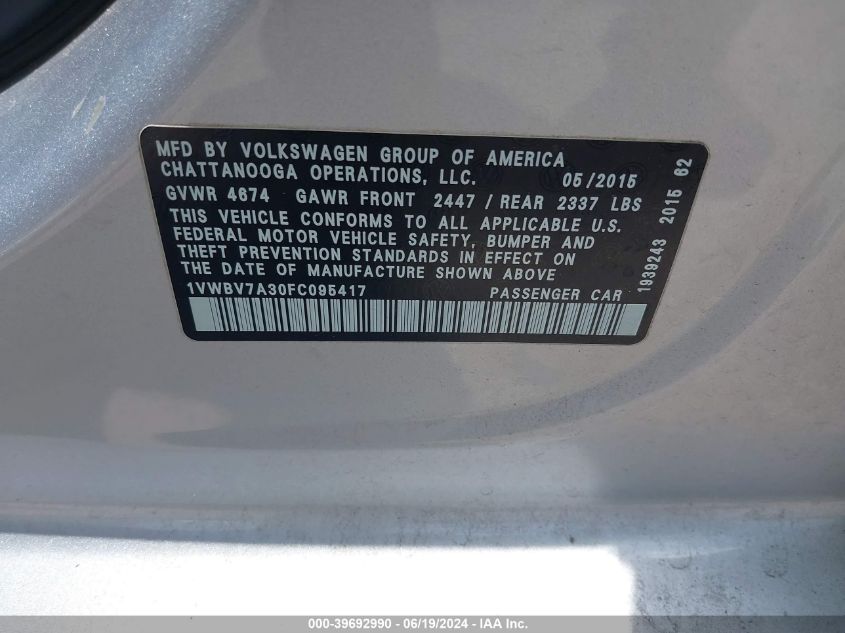 MFD BY VOLKSWAGEN GROUP OF AMERICA
CHATTANOOGA OPERATIONS, LLC. 05/2015
GVWR 4674 GAWR FRONT 2447 / REAR 2337 LBS
THIS VEHICLE CONFORMS TO ALL APPLICABLE U.S.
FEDERAL MOTOR VEHICLE SAFETY, BUMPER AND
THEFT PREVENTION STANDARDS IN EFFECT ON
THE DATE OF MANUFACTURE SHOWN ABOVE
1VWBV7A30FC095417 PASSENGER CAR
1939243 2015 62
000-39692990 - 06/19/2024 - IAA Inc.